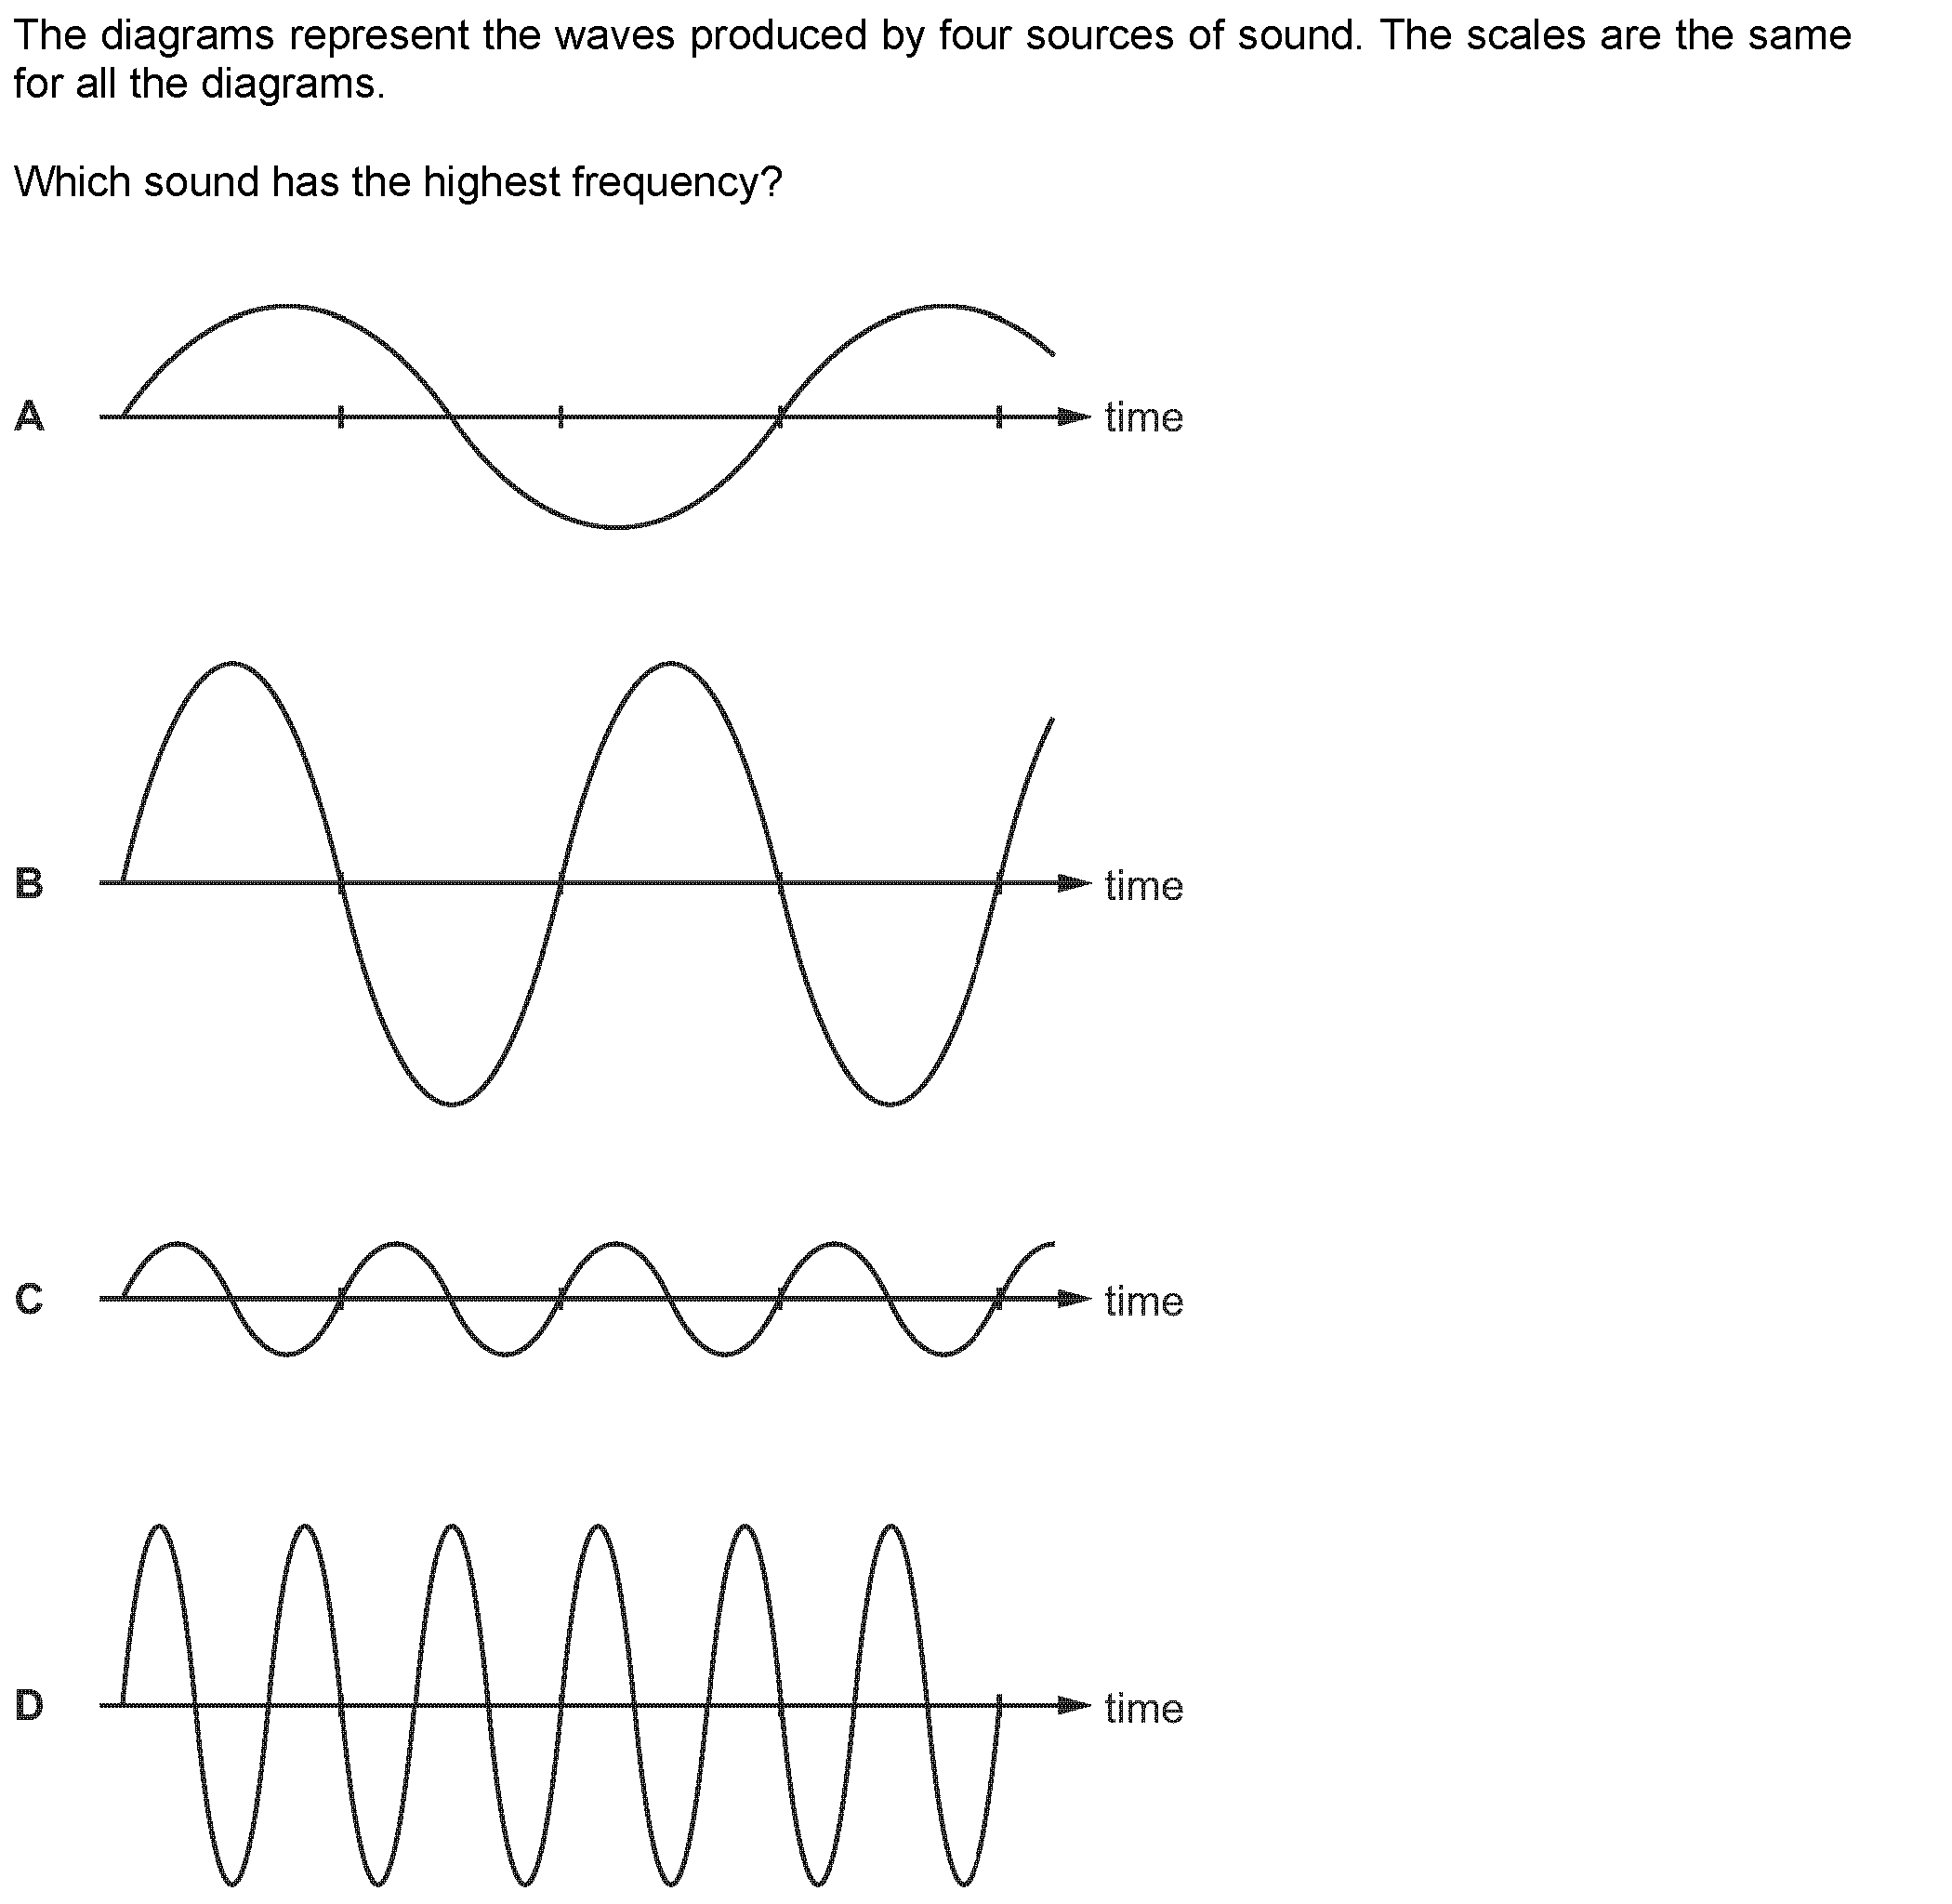 The diagrams represent the waves produced by four sources of sound. The scales are the same
for all the diagrams.
Which sound has the highest frequency?
A
time
B
time
C
time
D
time